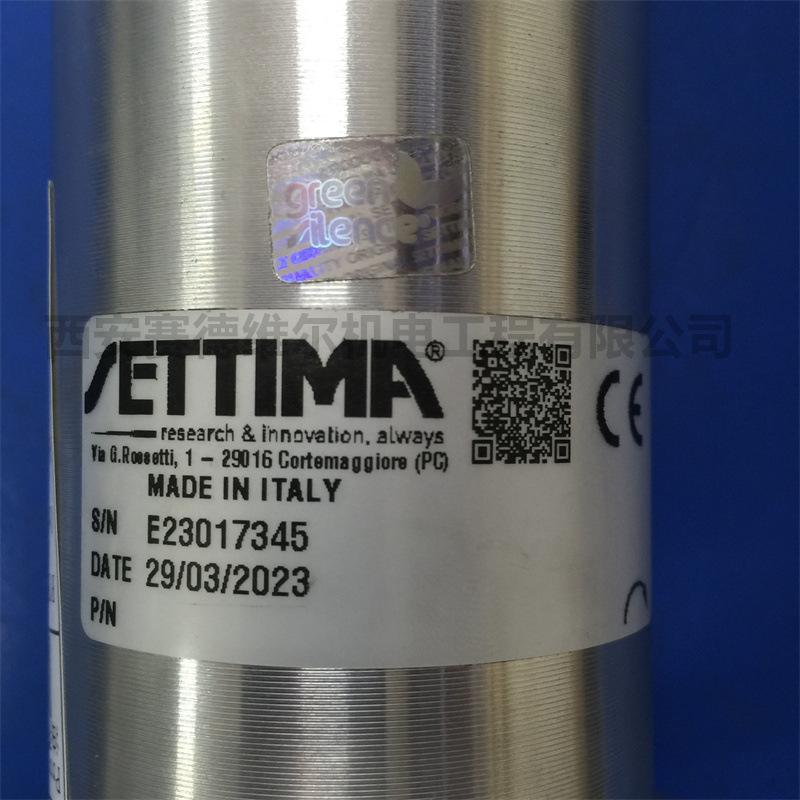 green
silence
西安赛德维尔机电工程有限公司
SETTIMA®
research & innovation, always
Via G.Rossetti, 1 – 29016 Cortemaggiore (PC)
MADE IN ITALY
CE
S/N E23017345
DATE 29/03/2023
P/N